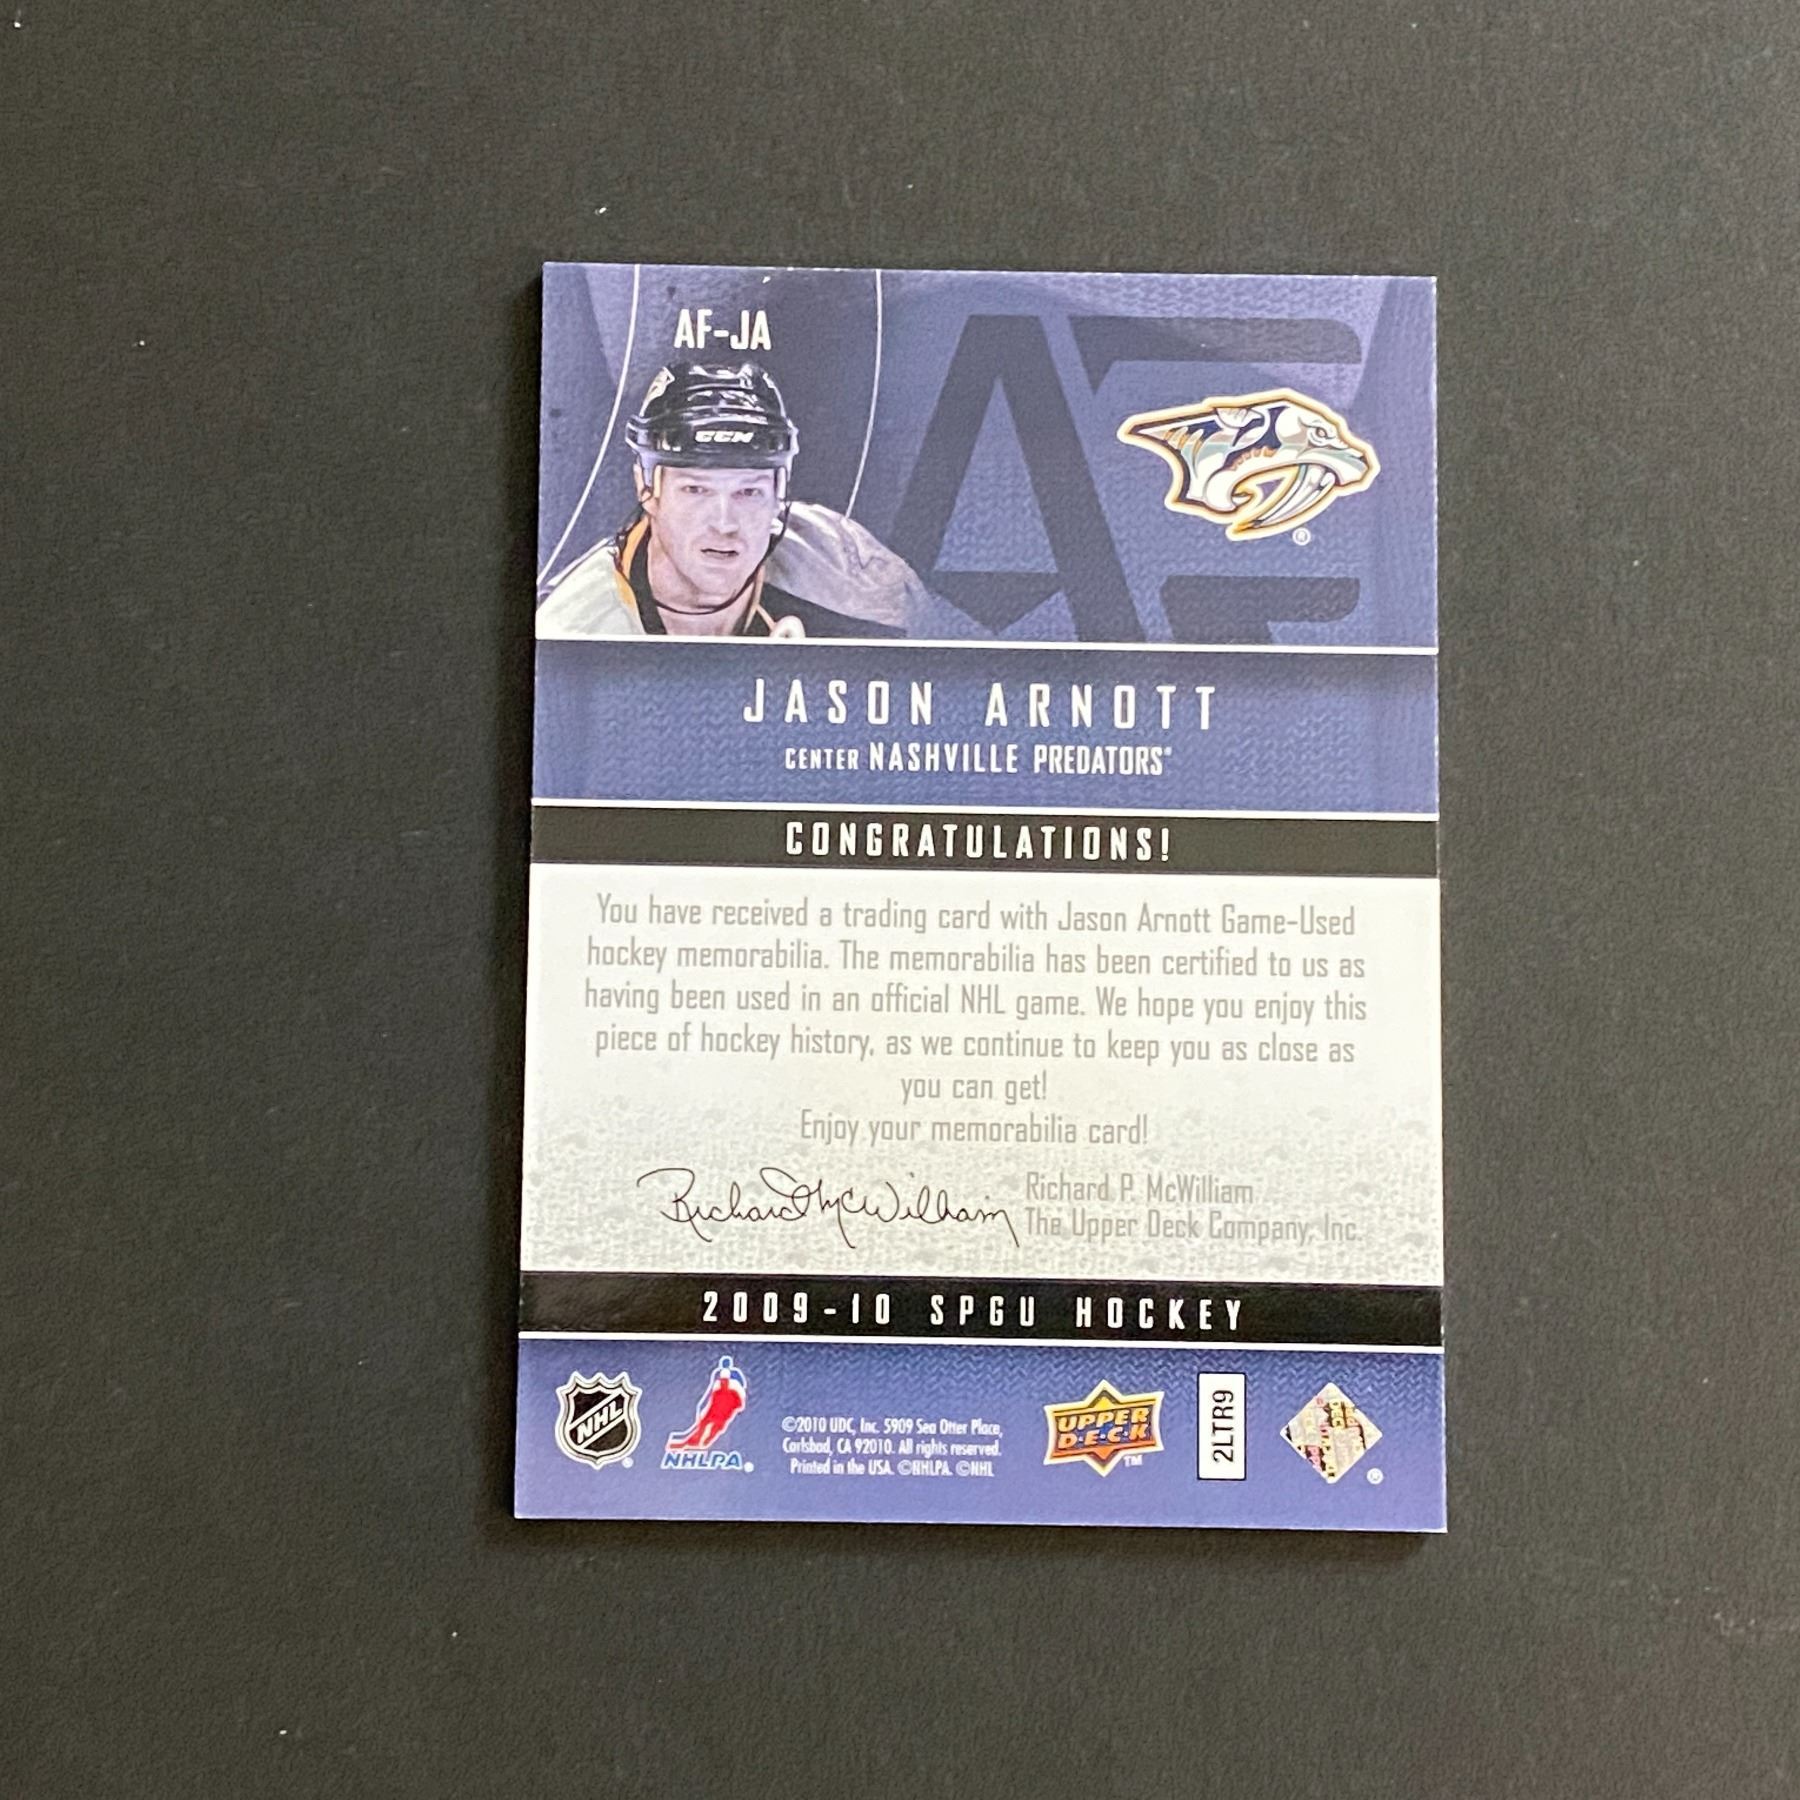 AF-JA
CCM
AF
®
JASON ARNOTT
CENTER NASHVILLE PREDATORS®
CONGRATULATIONS!
You have received a trading card with Jason Arnott Game-Used
hockey memorabilia. The memorabilia has been certified to us as
having been used in an official NHL game. We hope you enjoy this
piece of hockey history, as we continue to keep you as close as
you can get!
Enjoy your memorabilia card!
Richard McWilliam
Richard P. McWilliam
The Upper Deck Company, Inc.
2009-10 SPGU HOCKEY
NHL ®
NHLPA®
©2010 UDC, Inc. 5909 Sea Otter Place,
Carlsbad, CA 92010. All rights reserved.
Printed in the USA. ©NHLPA. ©NHL
UPPER
D·E·C·K
TM
2LTR9
®